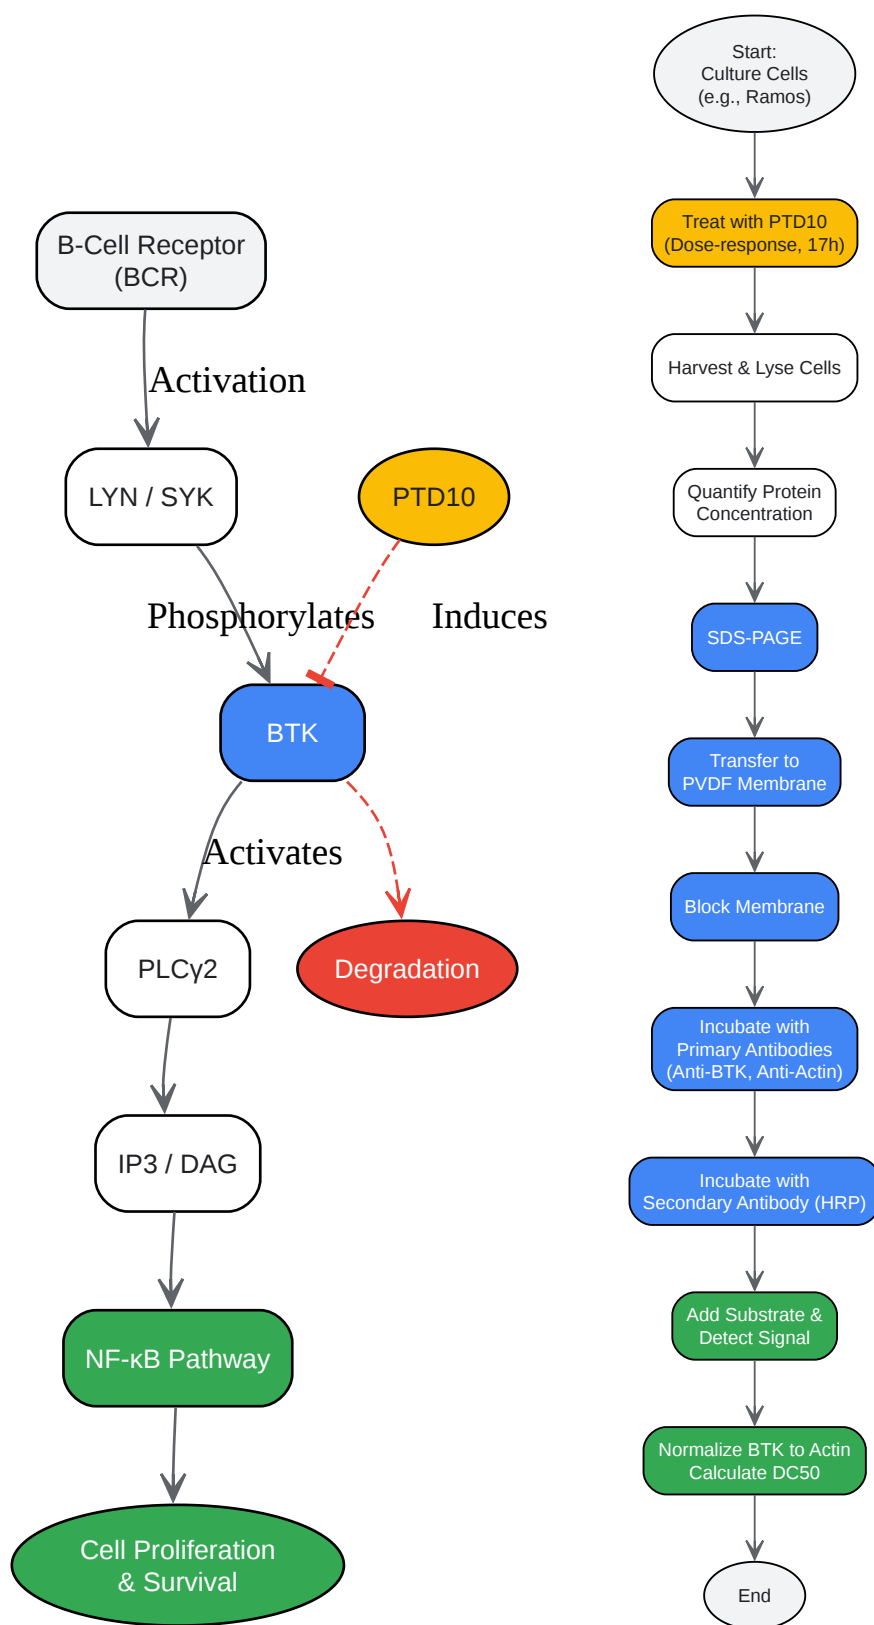 B-Cell Receptor
(BCR)
Activation
LYN / SYK
PTD10
Phosphorylates
Induces
BTK
Activates
PLCγ2
Degradation
IP3 / DAG
NF-κB Pathway
Cell Proliferation
& Survival
Start:
Culture Cells
(e.g., Ramos)
Treat with PTD10
(Dose-response, 17h)
Harvest & Lyse Cells
Quantify Protein
Concentration
SDS-PAGE
Transfer to
PVDF Membrane
Block Membrane
Incubate with
Primary Antibodies
(Anti-BTK, Anti-Actin)
Incubate with
Secondary Antibody (HRP)
Add Substrate &
Detect Signal
Normalize BTK to Actin
Calculate DC50
End